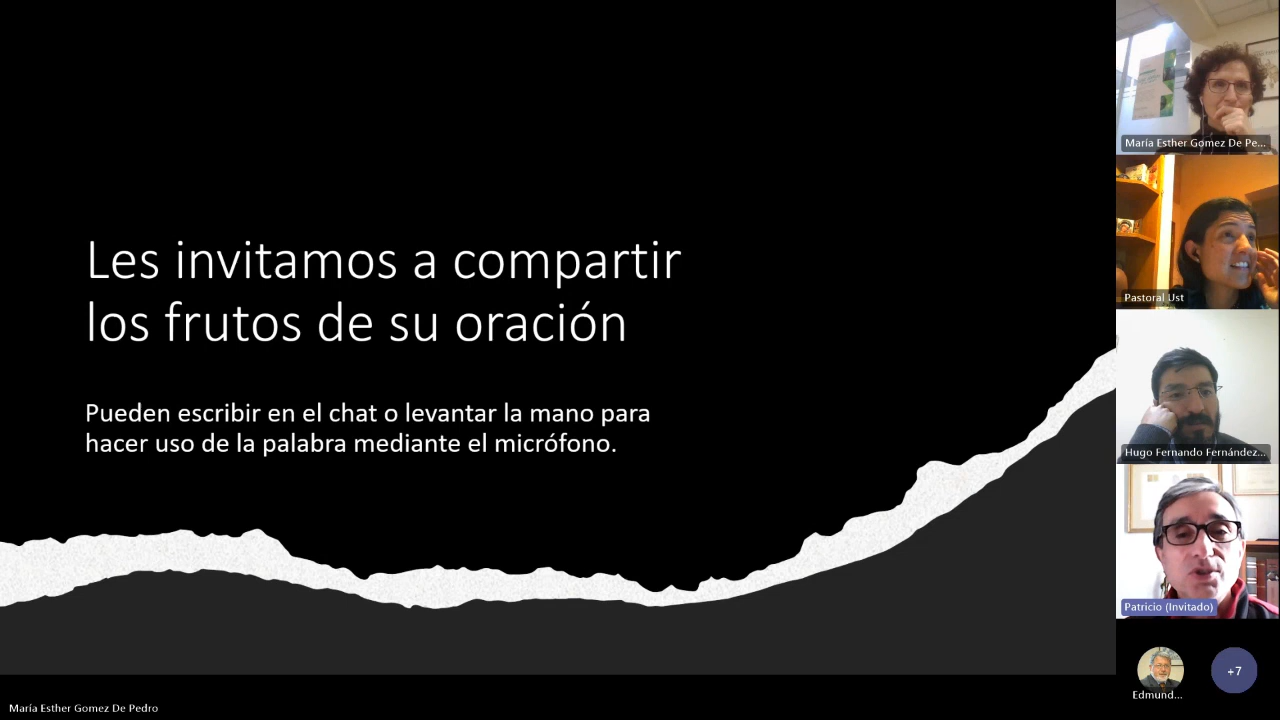 Les invitamos a compartir
los frutos de su oración
Pueden escribir en el chat o levantar la mano para
hacer uso de la palabra mediante el micrófono.
María Esther Gomez De Pe...
Pastoral Ust
Hugo Fernando Fernández...
Patricio (Invitado)
Edmund...
+7
María Esther Gomez De Pedro